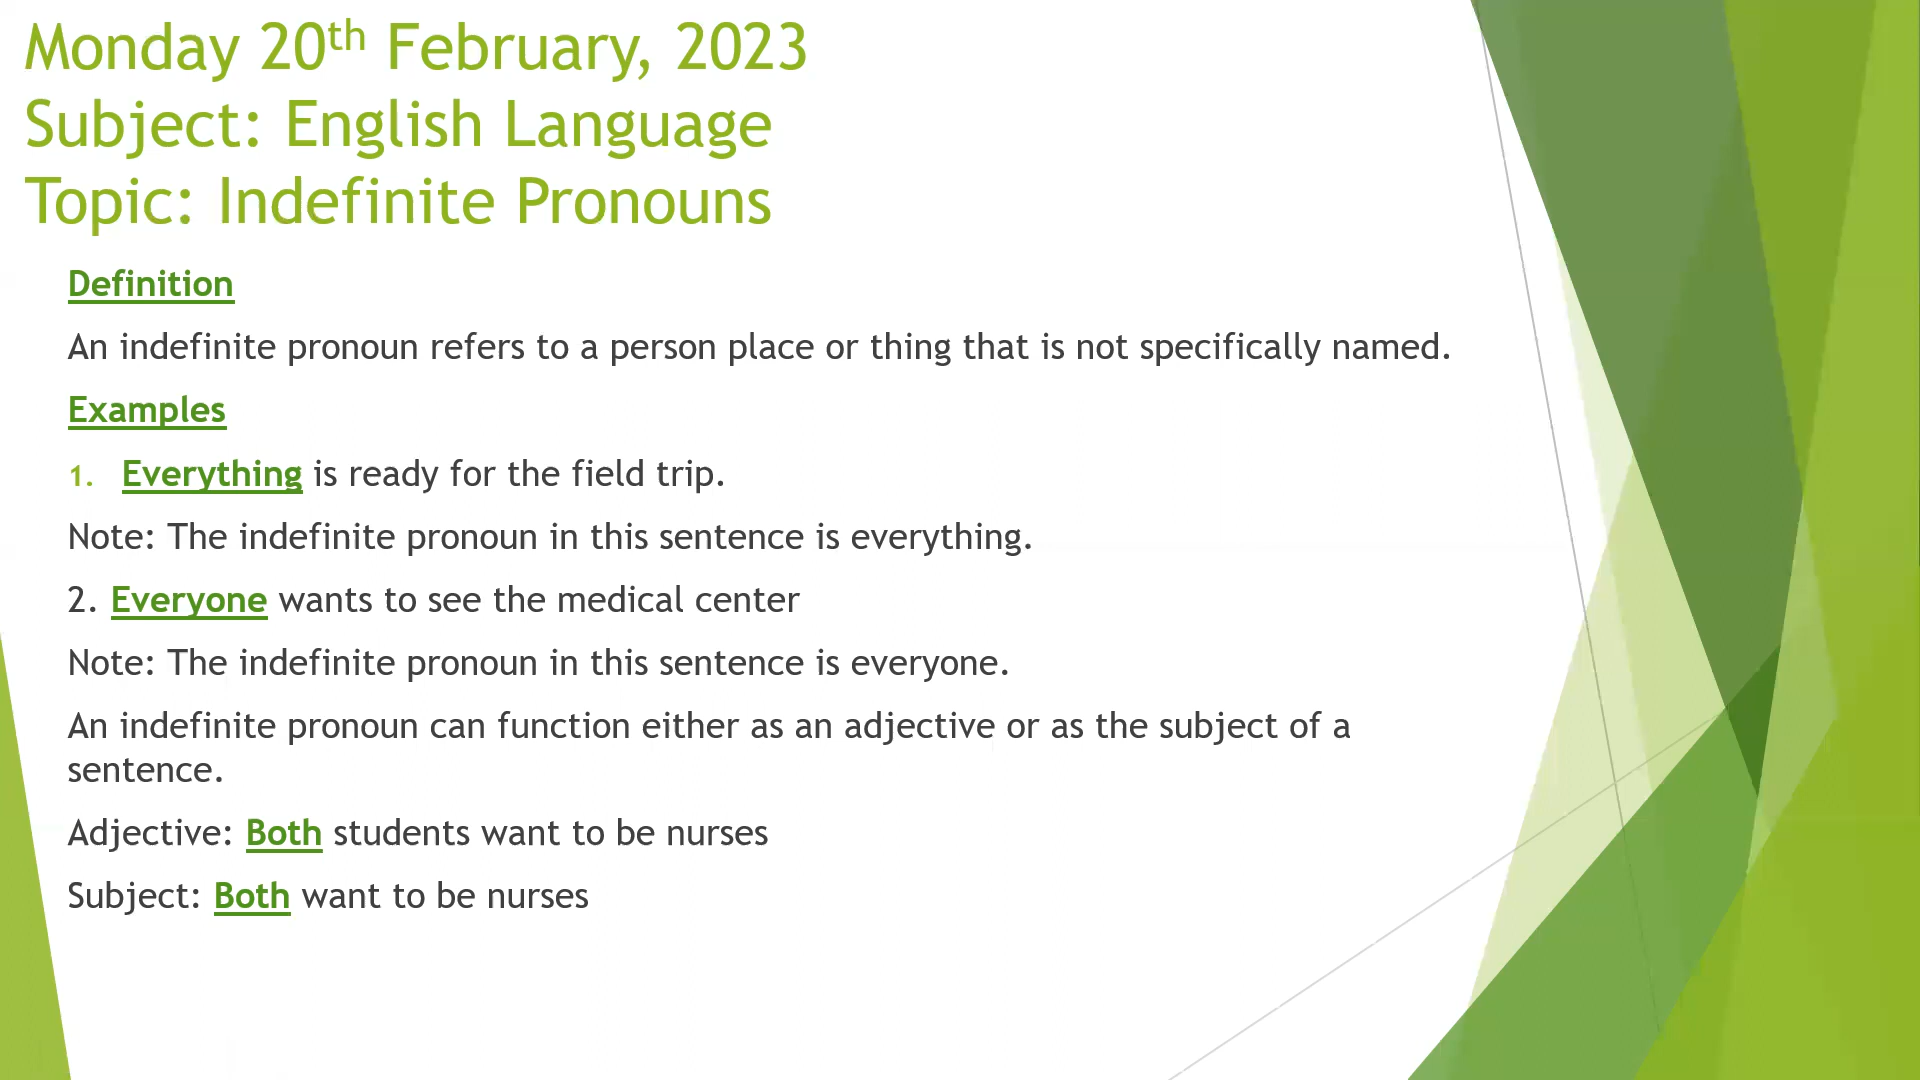 Monday 20th February, 2023
Subject: English Language
Topic: Indefinite Pronouns
Definition
An indefinite pronoun refers to a person place or thing that is not specifically named.
Examples
1. Everything is ready for the field trip.
Note: The indefinite pronoun in this sentence is everything.
2. Everyone wants to see the medical center
Note: The indefinite pronoun in this sentence is everyone.
An indefinite pronoun can function either as an adjective or as the subject of a
sentence.
Adjective: Both students want to be nurses
Subject: Both want to be nurses